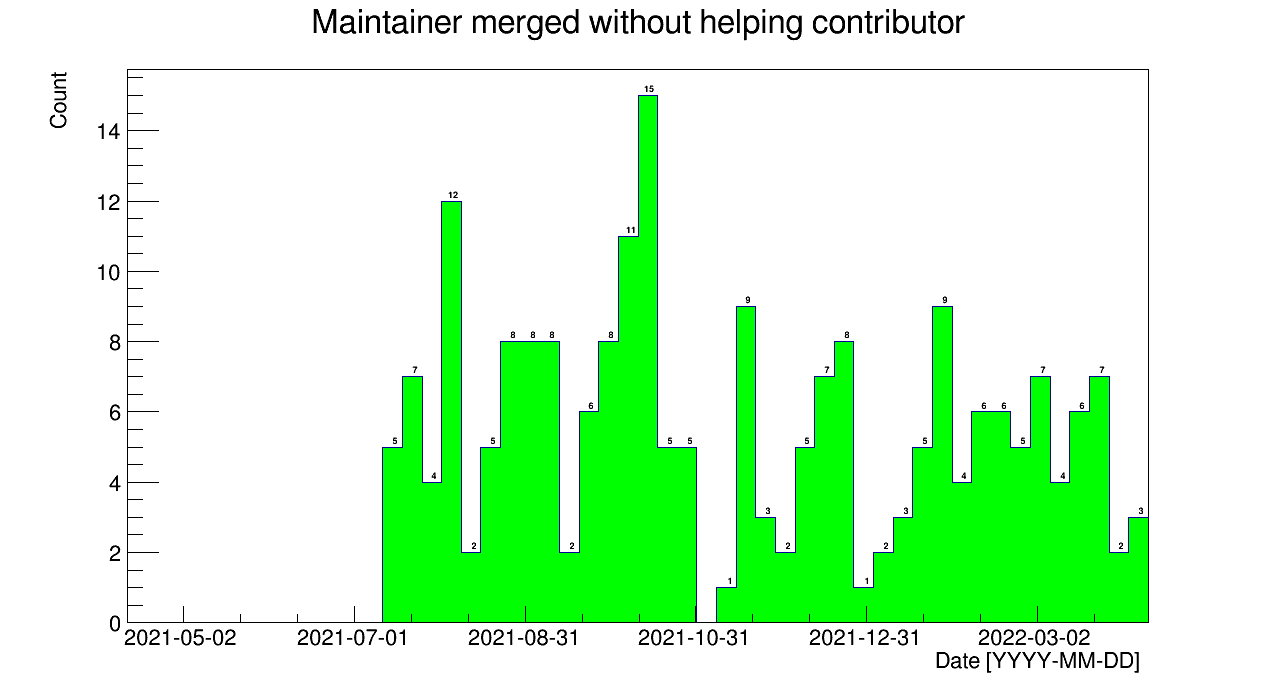 Maintainer merged without helping contributor
Count
14
12
10
8
6
4
2
0
5 7 4 12 2 5 8 8 8 2 6 8 11 15 5 5 1 9 3 2 5 7 8 1 2 3 5 9 4 6 6 5 7 4 6 7 2 3
2021-05-02 2021-07-01 2021-08-31 2021-10-31 2021-12-31 2022-03-02
Date [YYYY-MM-DD]